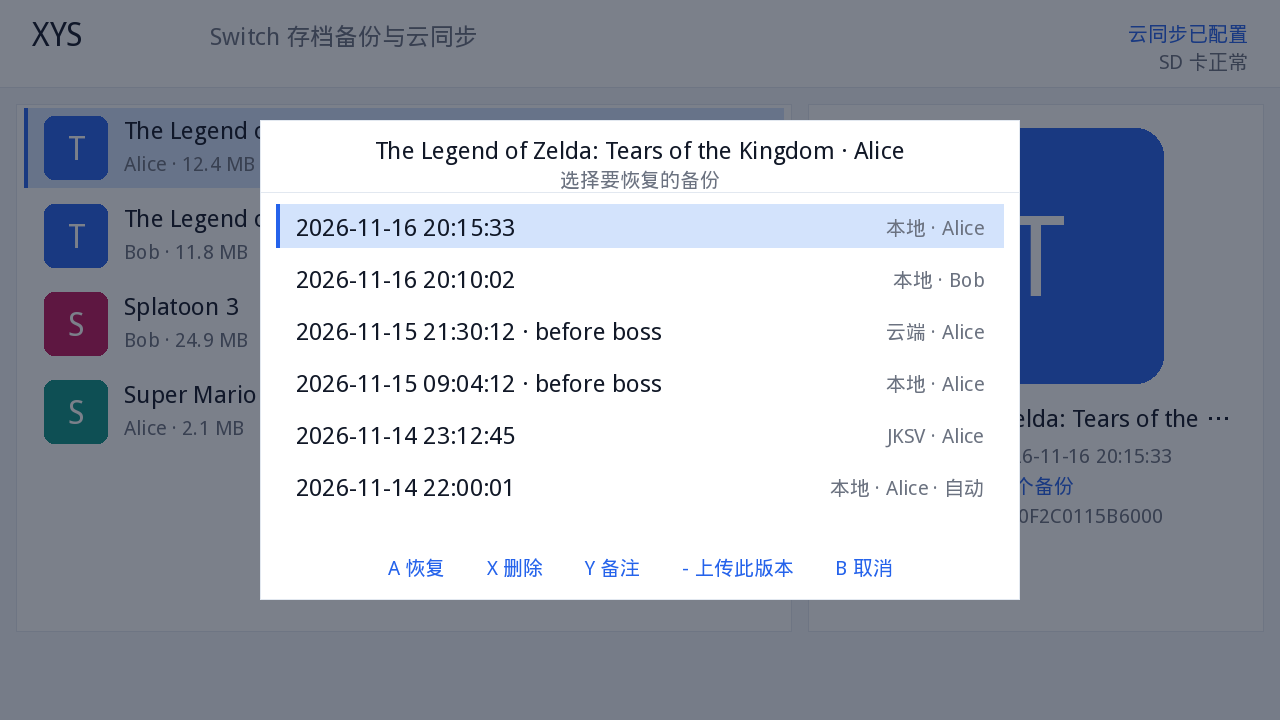 XYS
Switch 存档备份与云同步
云同步已配置
SD 卡正常
T
The Legend o
Alice · 12.4 MB
T
The Legend o
Bob · 11.8 MB
S
Splatoon 3
Bob · 24.9 MB
S
Super Mario
Alice · 2.1 MB
The Legend of Zelda: Tears of the Kingdom · Alice
选择要恢复的备份
2026-11-16 20:15:33
本地 · Alice
2026-11-16 20:10:02
本地 · Bob
2026-11-15 21:30:12 · before boss
云端 · Alice
2026-11-15 09:04:12 · before boss
本地 · Alice
2026-11-14 23:12:45
JKSV · Alice
2026-11-14 22:00:01
本地 · Alice · 自动
A 恢复 X 删除 Y 备注 - 上传此版本 B 取消
T
elda: Tears of the ···
6-11-16 20:15:33
个备份
0F2C0115B6000